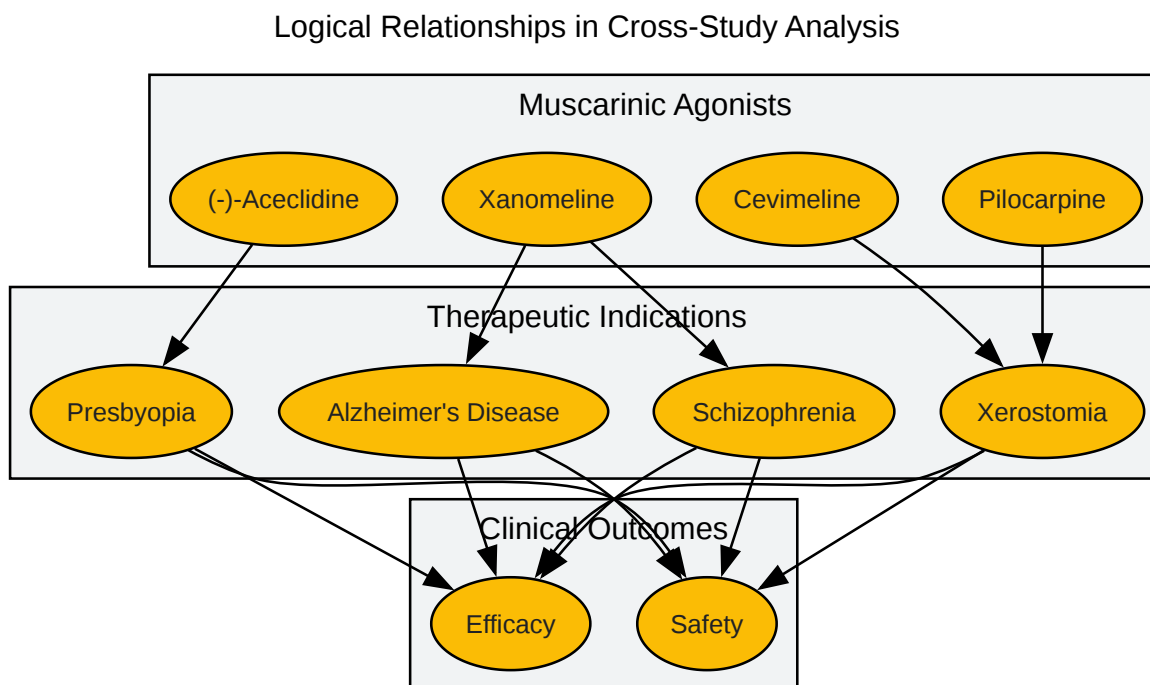 Logical Relationships in Cross-Study Analysis
Muscarinic Agonists
(-)-Aceclidine
Xanomeline
Cevimeline
Pilocarpine
Therapeutic Indications
Presbyopia
Alzheimer's Disease
Schizophrenia
Xerostomia
Clinical Outcomes
Efficacy
Safety